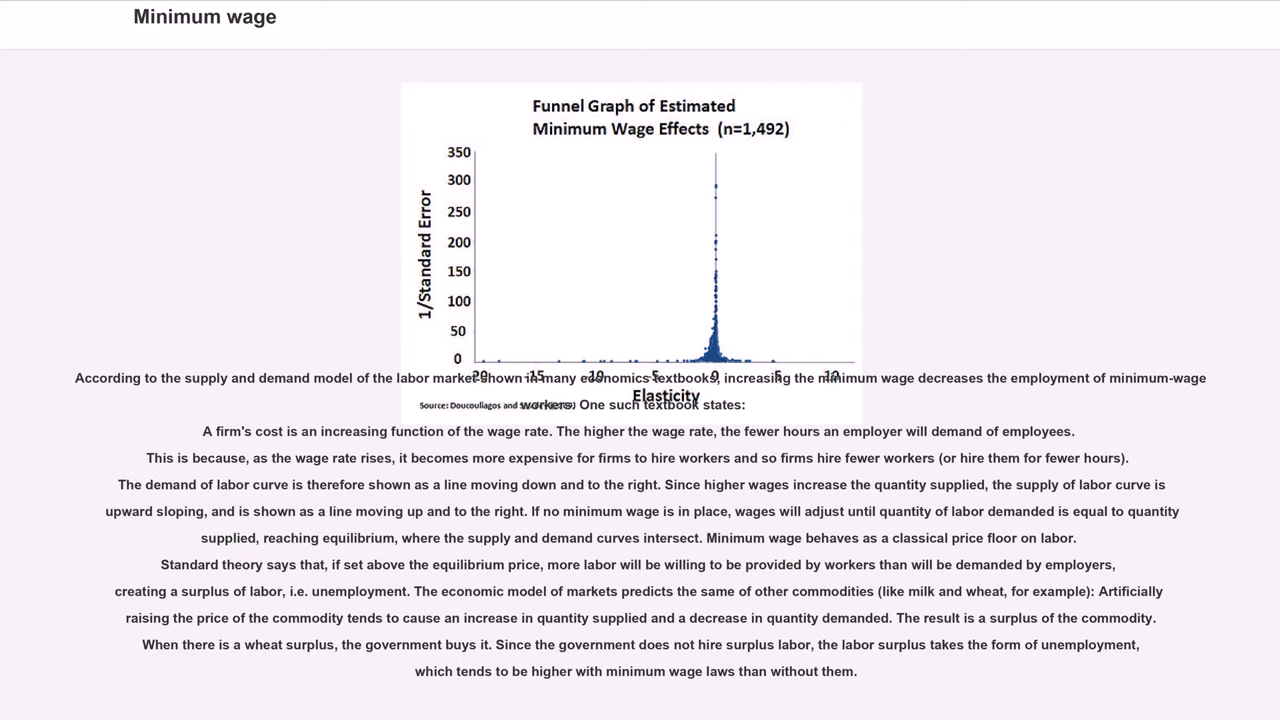 Minimum wage
Funnel Graph of Estimated
Minimum Wage Effects (n=1,492)
350
300
250
200
150
100
50
0
1/Standard Error
-20 -15 -10 -5 0 5 10
Elasticity
Source: Doucouliagos and
According to the supply and demand model of the labor market shown in many economics textbooks, increasing the minimum wage decreases the employment of minimum-wage
workers. One such textbook states:
A firm's cost is an increasing function of the wage rate. The higher the wage rate, the fewer hours an employer will demand of employees.
This is because, as the wage rate rises, it becomes more expensive for firms to hire workers and so firms hire fewer workers (or hire them for fewer hours).
The demand of labor curve is therefore shown as a line moving down and to the right. Since higher wages increase the quantity supplied, the supply of labor curve is
upward sloping, and is shown as a line moving up and to the right. If no minimum wage is in place, wages will adjust until quantity of labor demanded is equal to quantity
supplied, reaching equilibrium, where the supply and demand curves intersect. Minimum wage behaves as a classical price floor on labor.
Standard theory says that, if set above the equilibrium price, more labor will be willing to be provided by workers than will be demanded by employers,
creating a surplus of labor, i.e. unemployment. The economic model of markets predicts the same of other commodities (like milk and wheat, for example): Artificially
raising the price of the commodity tends to cause an increase in quantity supplied and a decrease in quantity demanded. The result is a surplus of the commodity.
When there is a wheat surplus, the government buys it. Since the government does not hire surplus labor, the labor surplus takes the form of unemployment,
which tends to be higher with minimum wage laws than without them.